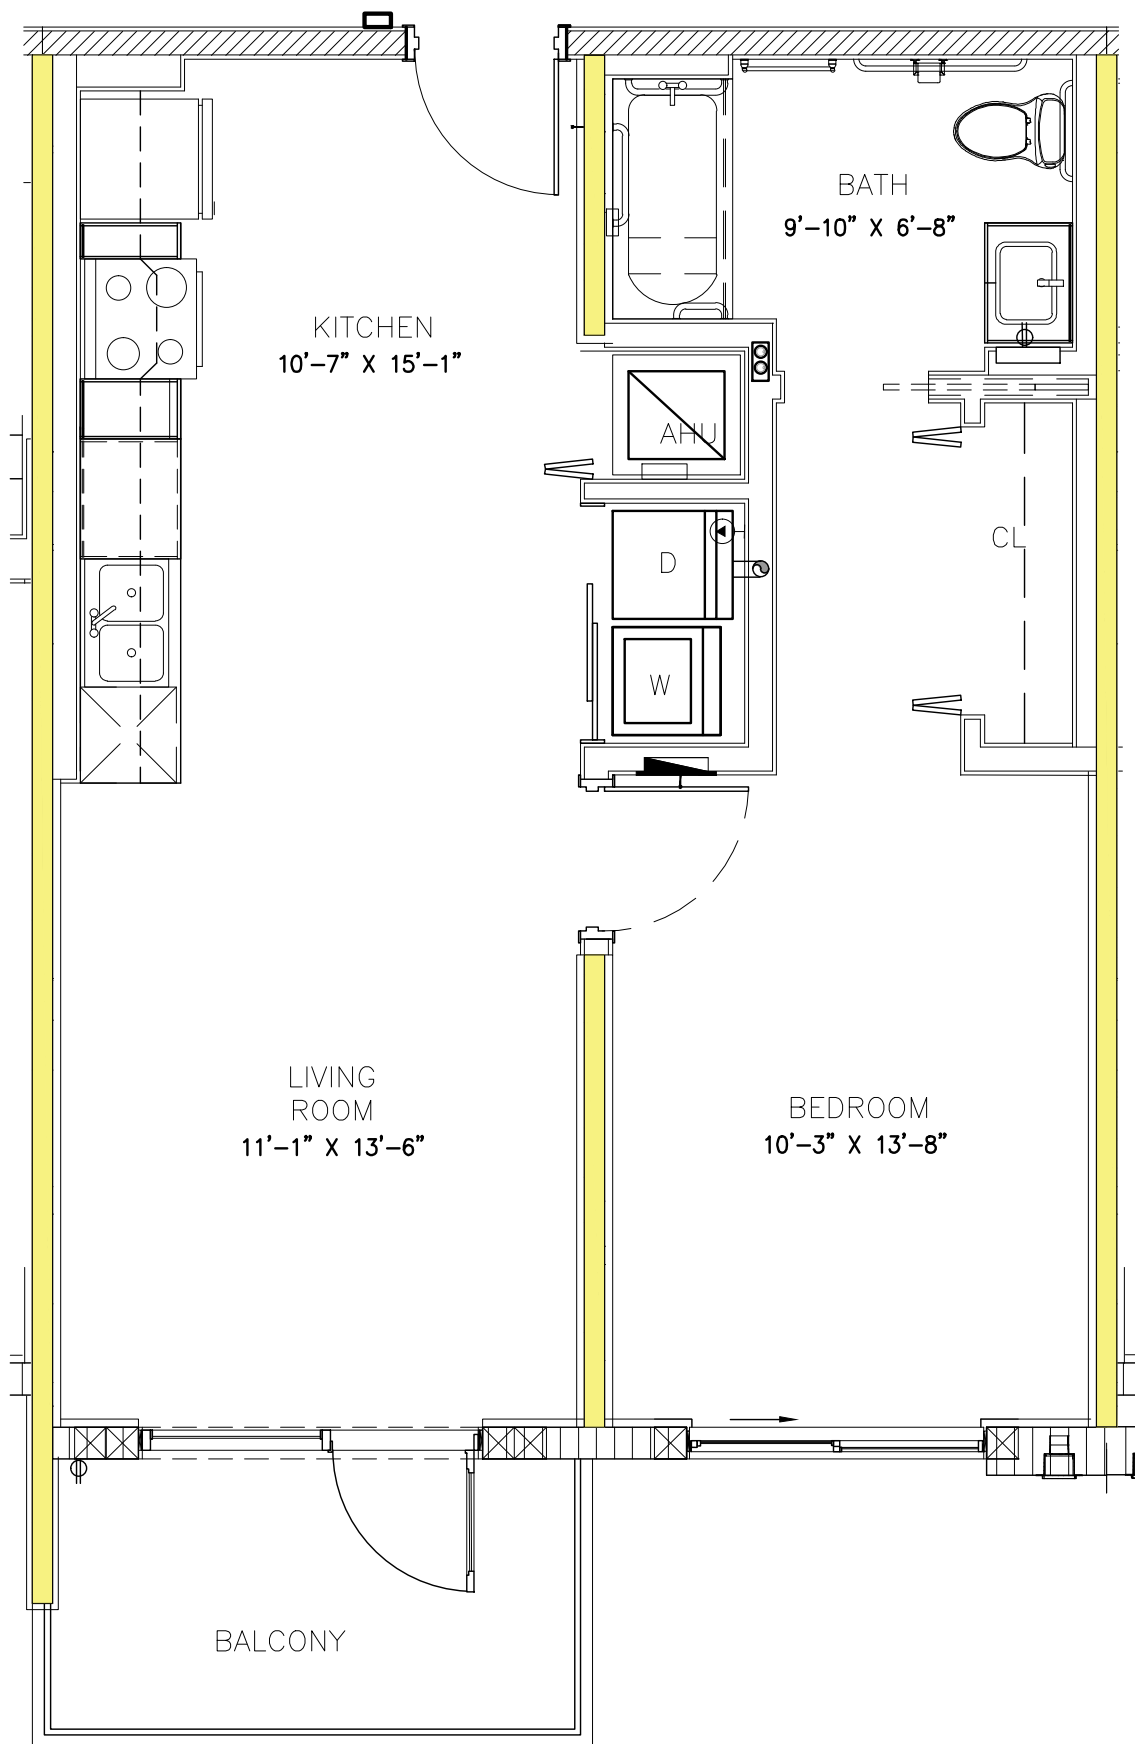 BATH
9'-10" X 6'-8"
KITCHEN
10'-7" X 15'-1"
AHU
CL
D
W
LIVING
ROOM
11'-1" X 13'-6"
BEDROOM
10'-3" X 13'-8"
BALCONY